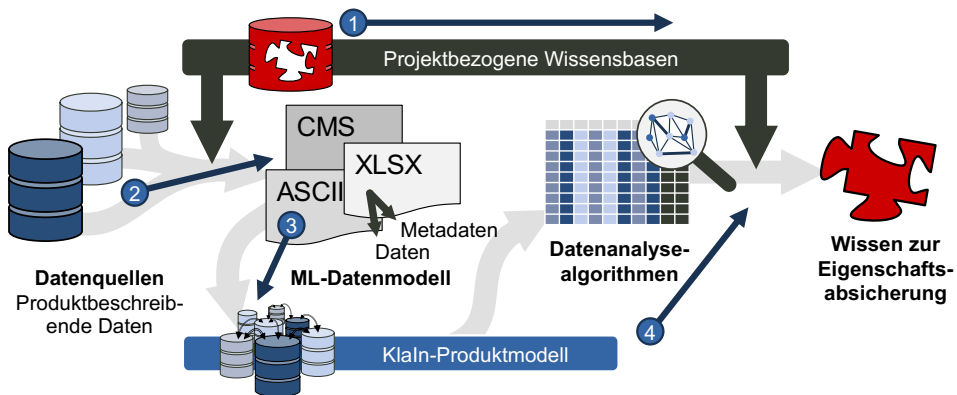 1
Projektbezogene Wissensbasen
CMS
XLSX
ASCII
2
3
Metadaten
Daten
Datenquellen
Produktbeschreib-
ende Daten
ML-Datenmodell
Datenanalyse-
algorithmen
Wissen zur
Eigenschafts-
absicherung
4
KlaIn-Produktmodell